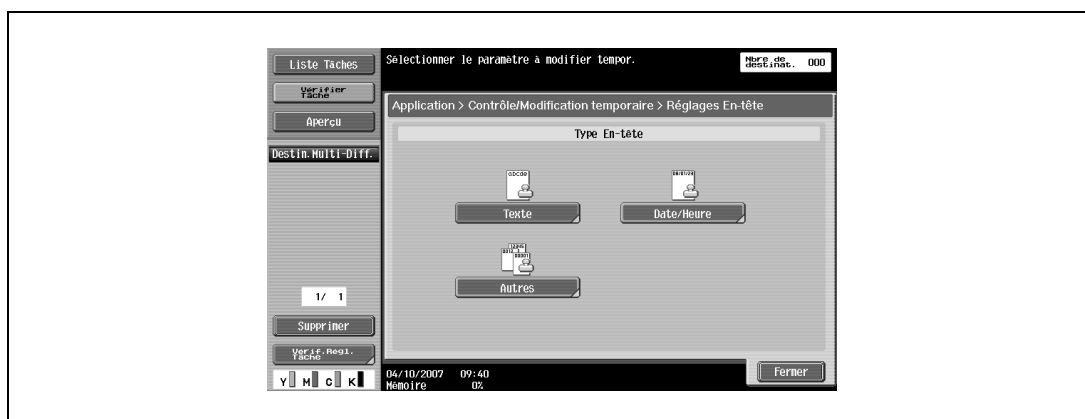 Liste Tâches
Vérifier
Tâche
Aperçu
Destin.Multi-Diff.
1/ 1
Supprimer
Vérif.Régl.
Tâche
Y M C K
Sélectionner le paramètre à modifier tempor.
Nbre de
destinat. 000
Application > Contrôle/Modification temporaire > Réglages En-tête
Type En-tête
Texte
Date/Heure
Autres
04/10/2007 09:40
Mémoire 0%
Fermer